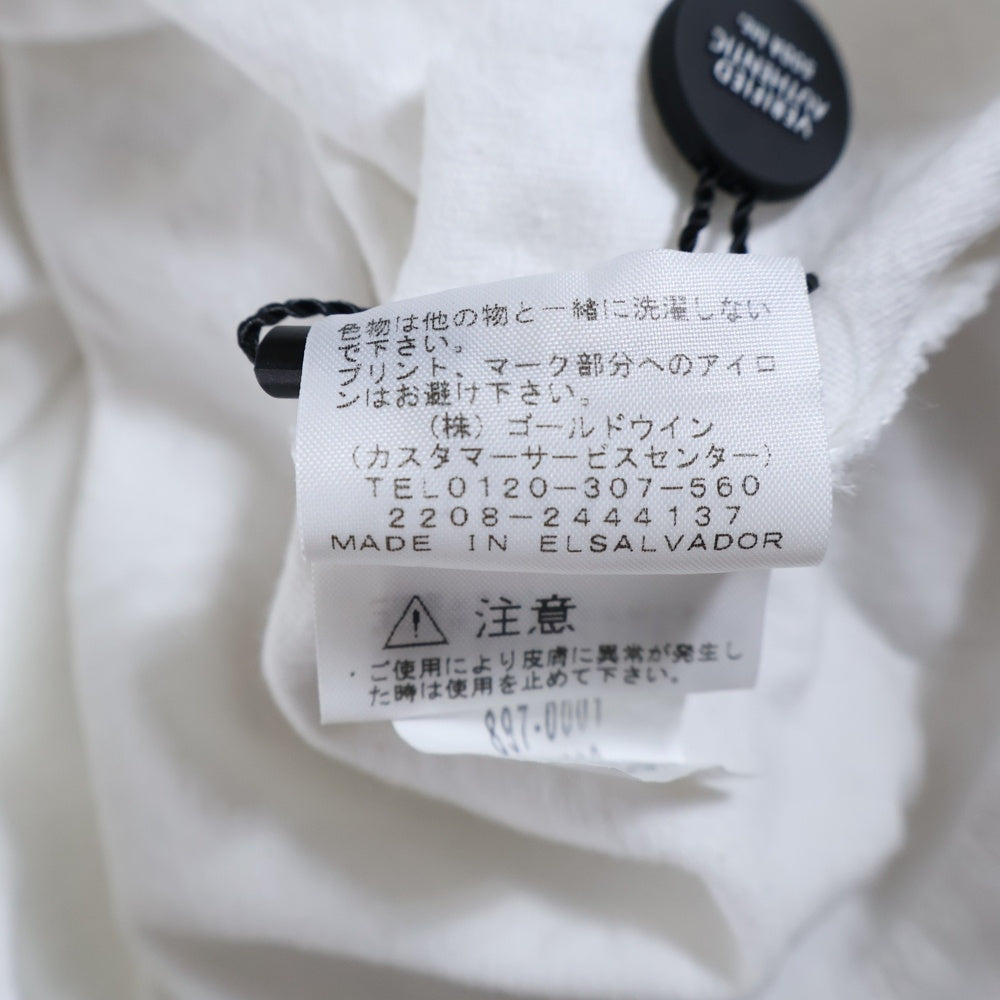 VERIFIED
AUTHENTIC
色物は他の物と一緒に洗濯しない
で下さい。
プリント、マーク部分へのアイロ
ンはお避け下さい。
(株) ゴールドウイン
(カスタマーサービスセンター)
TEL0120-307-560
2208-2444137
MADE IN ELSALVADOR
注意
・ご使用により皮膚に異常が発生し
た時は使用を止めて下さい。
897-0001